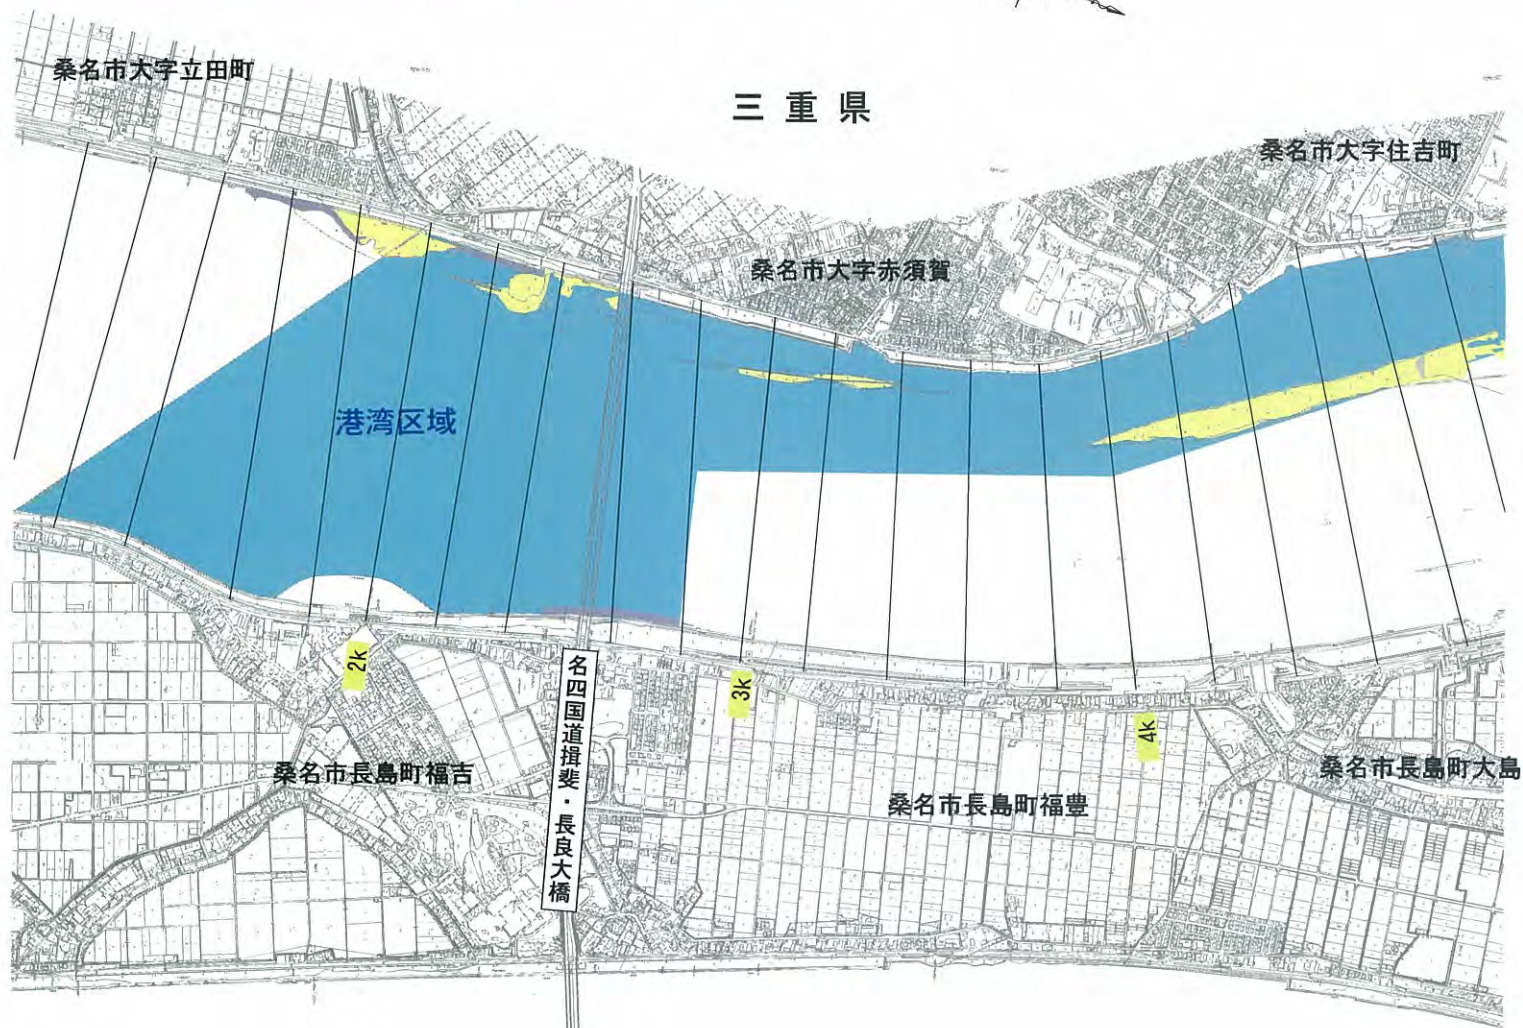 桑名市大字立田町
三重県
桑名市大字住吉町
桑名市大字赤須賀
港湾区域
2k
名四国道揖斐・長良大橋
3k
4k
桑名市長島町福吉
桑名市長島町福豊
桑名市長島町大島